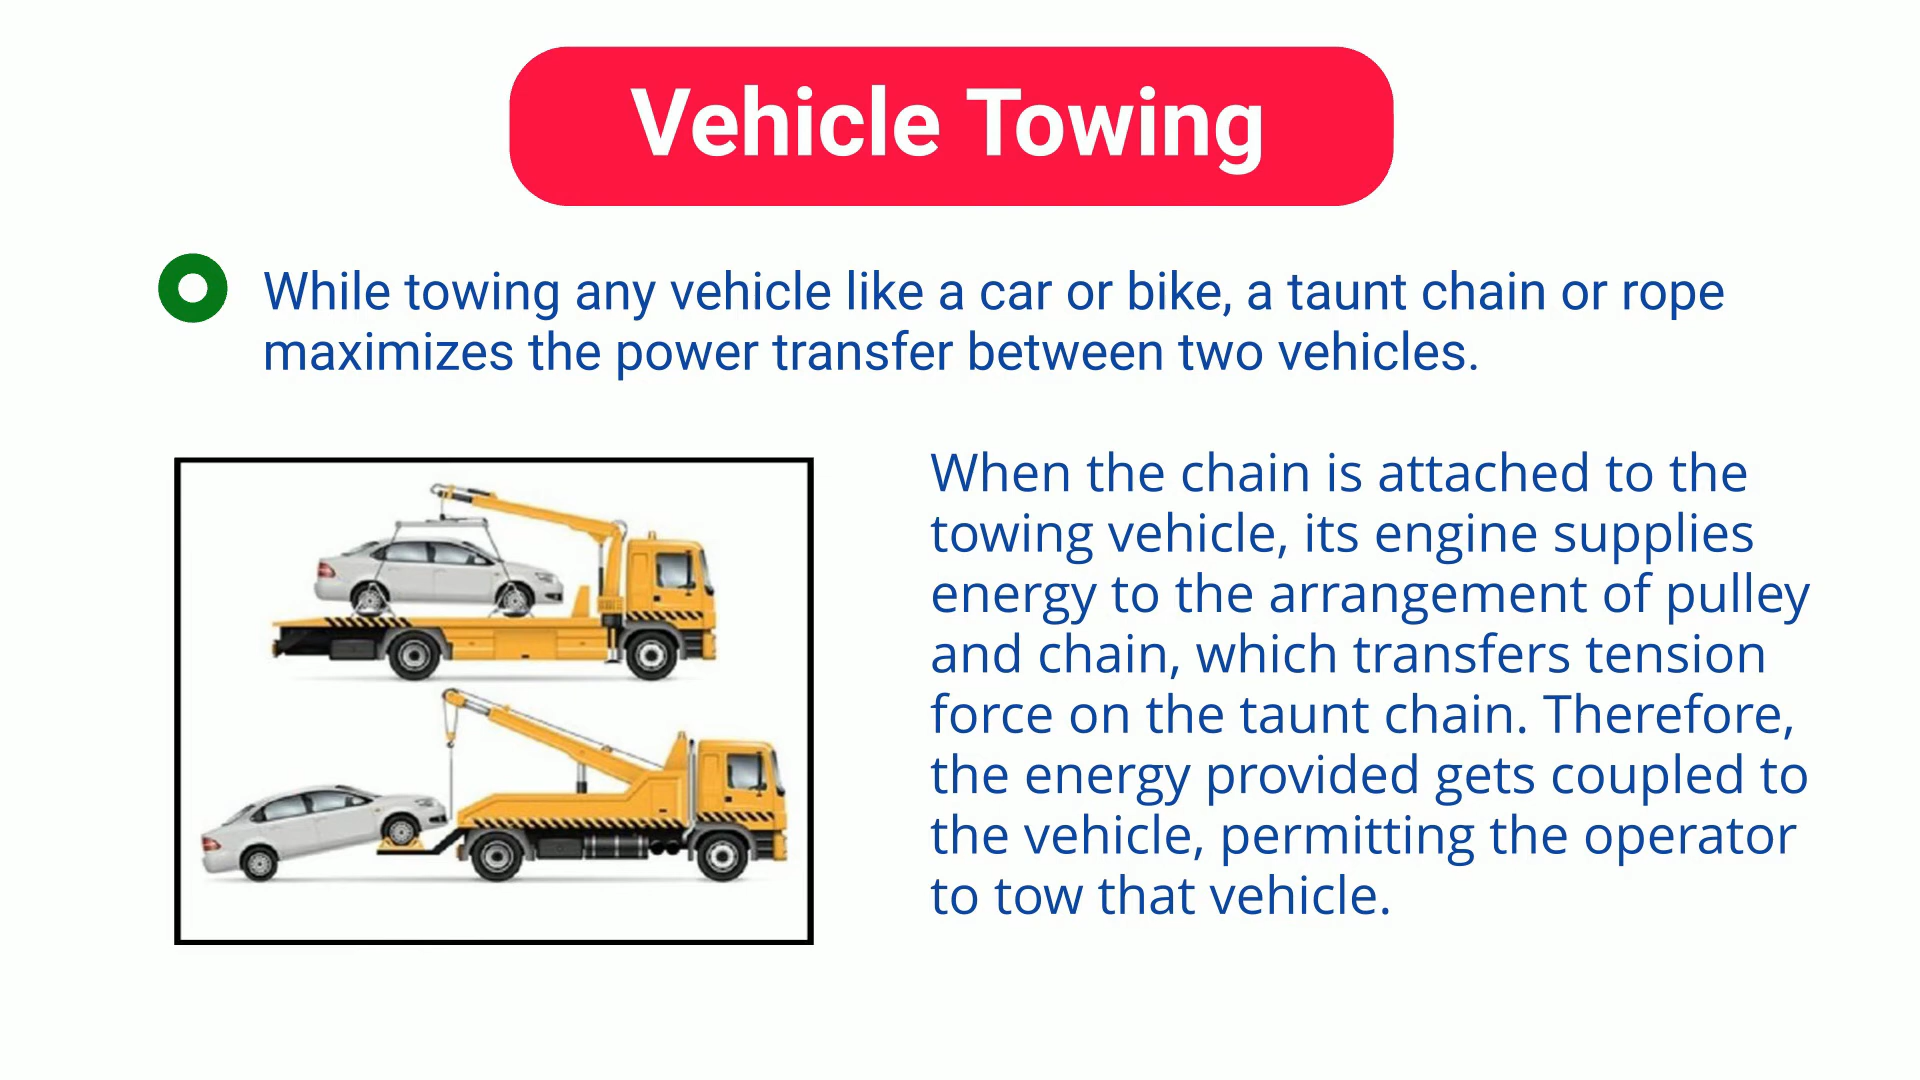 Vehicle Towing
While towing any vehicle like a car or bike, a taunt chain or rope
maximizes the power transfer between two vehicles.
When the chain is attached to the
towing vehicle, its engine supplies
energy to the arrangement of pulley
and chain, which transfers tension
force on the taunt chain. Therefore,
the energy provided gets coupled to
the vehicle, permitting the operator
to tow that vehicle.